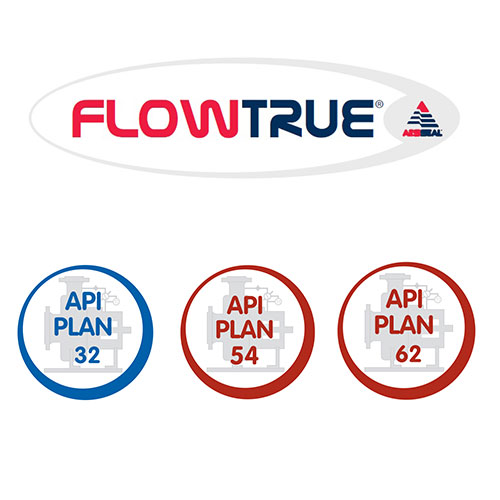 FLOWTRUE®
AESSEAL
API PLAN 32
API PLAN 54
API PLAN 62